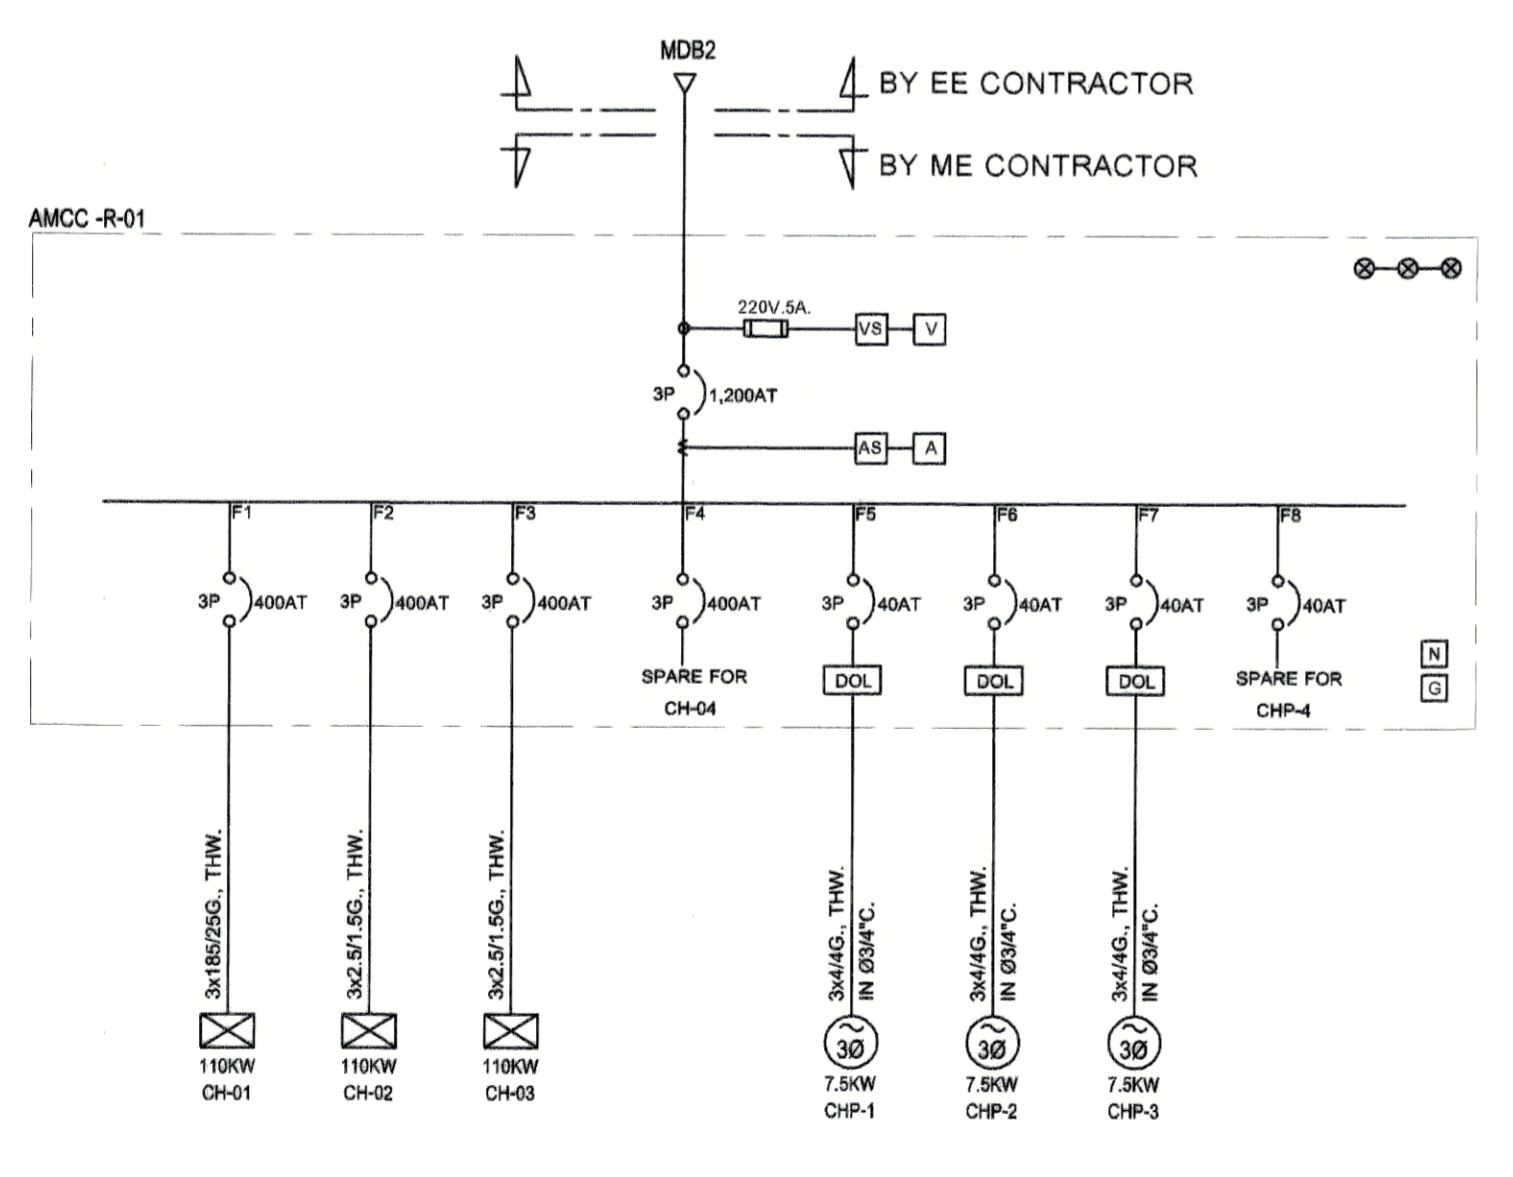 MDB2
BY EE CONTRACTOR
BY ME CONTRACTOR
AMCC -R-01
220V.5A.
VS
V
3P
1,200AT
AS
A
F1
F2
F3
F4
F5
F6
F7
F8
3P
400AT
3P
400AT
3P
400AT
3P
400AT
3P
40AT
3P
40AT
3P
40AT
3P
40AT
SPARE FOR
CH-04
DOL
DOL
DOL
SPARE FOR
CHP-4
N
G
3x185/25G., THW.
3x2.5/1.5G., THW.
3x2.5/1.5G., THW.
3x4/4G., THW.
IN Ø3/4"C.
3x4/4G., THW.
IN Ø3/4"C.
3x4/4G., THW.
IN Ø3/4"C.
110KW
CH-01
110KW
CH-02
110KW
CH-03
~
3Ø
7.5KW
CHP-1
~
3Ø
7.5KW
CHP-2
~
3Ø
7.5KW
CHP-3